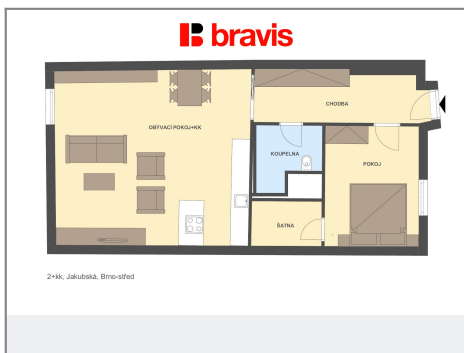 bravis
CHODBA
OBÝVACÍ POKOJ+KK
KOUPELNA
POKOJ
ŠATNA
2+kk, Jakubská, Brno-střed